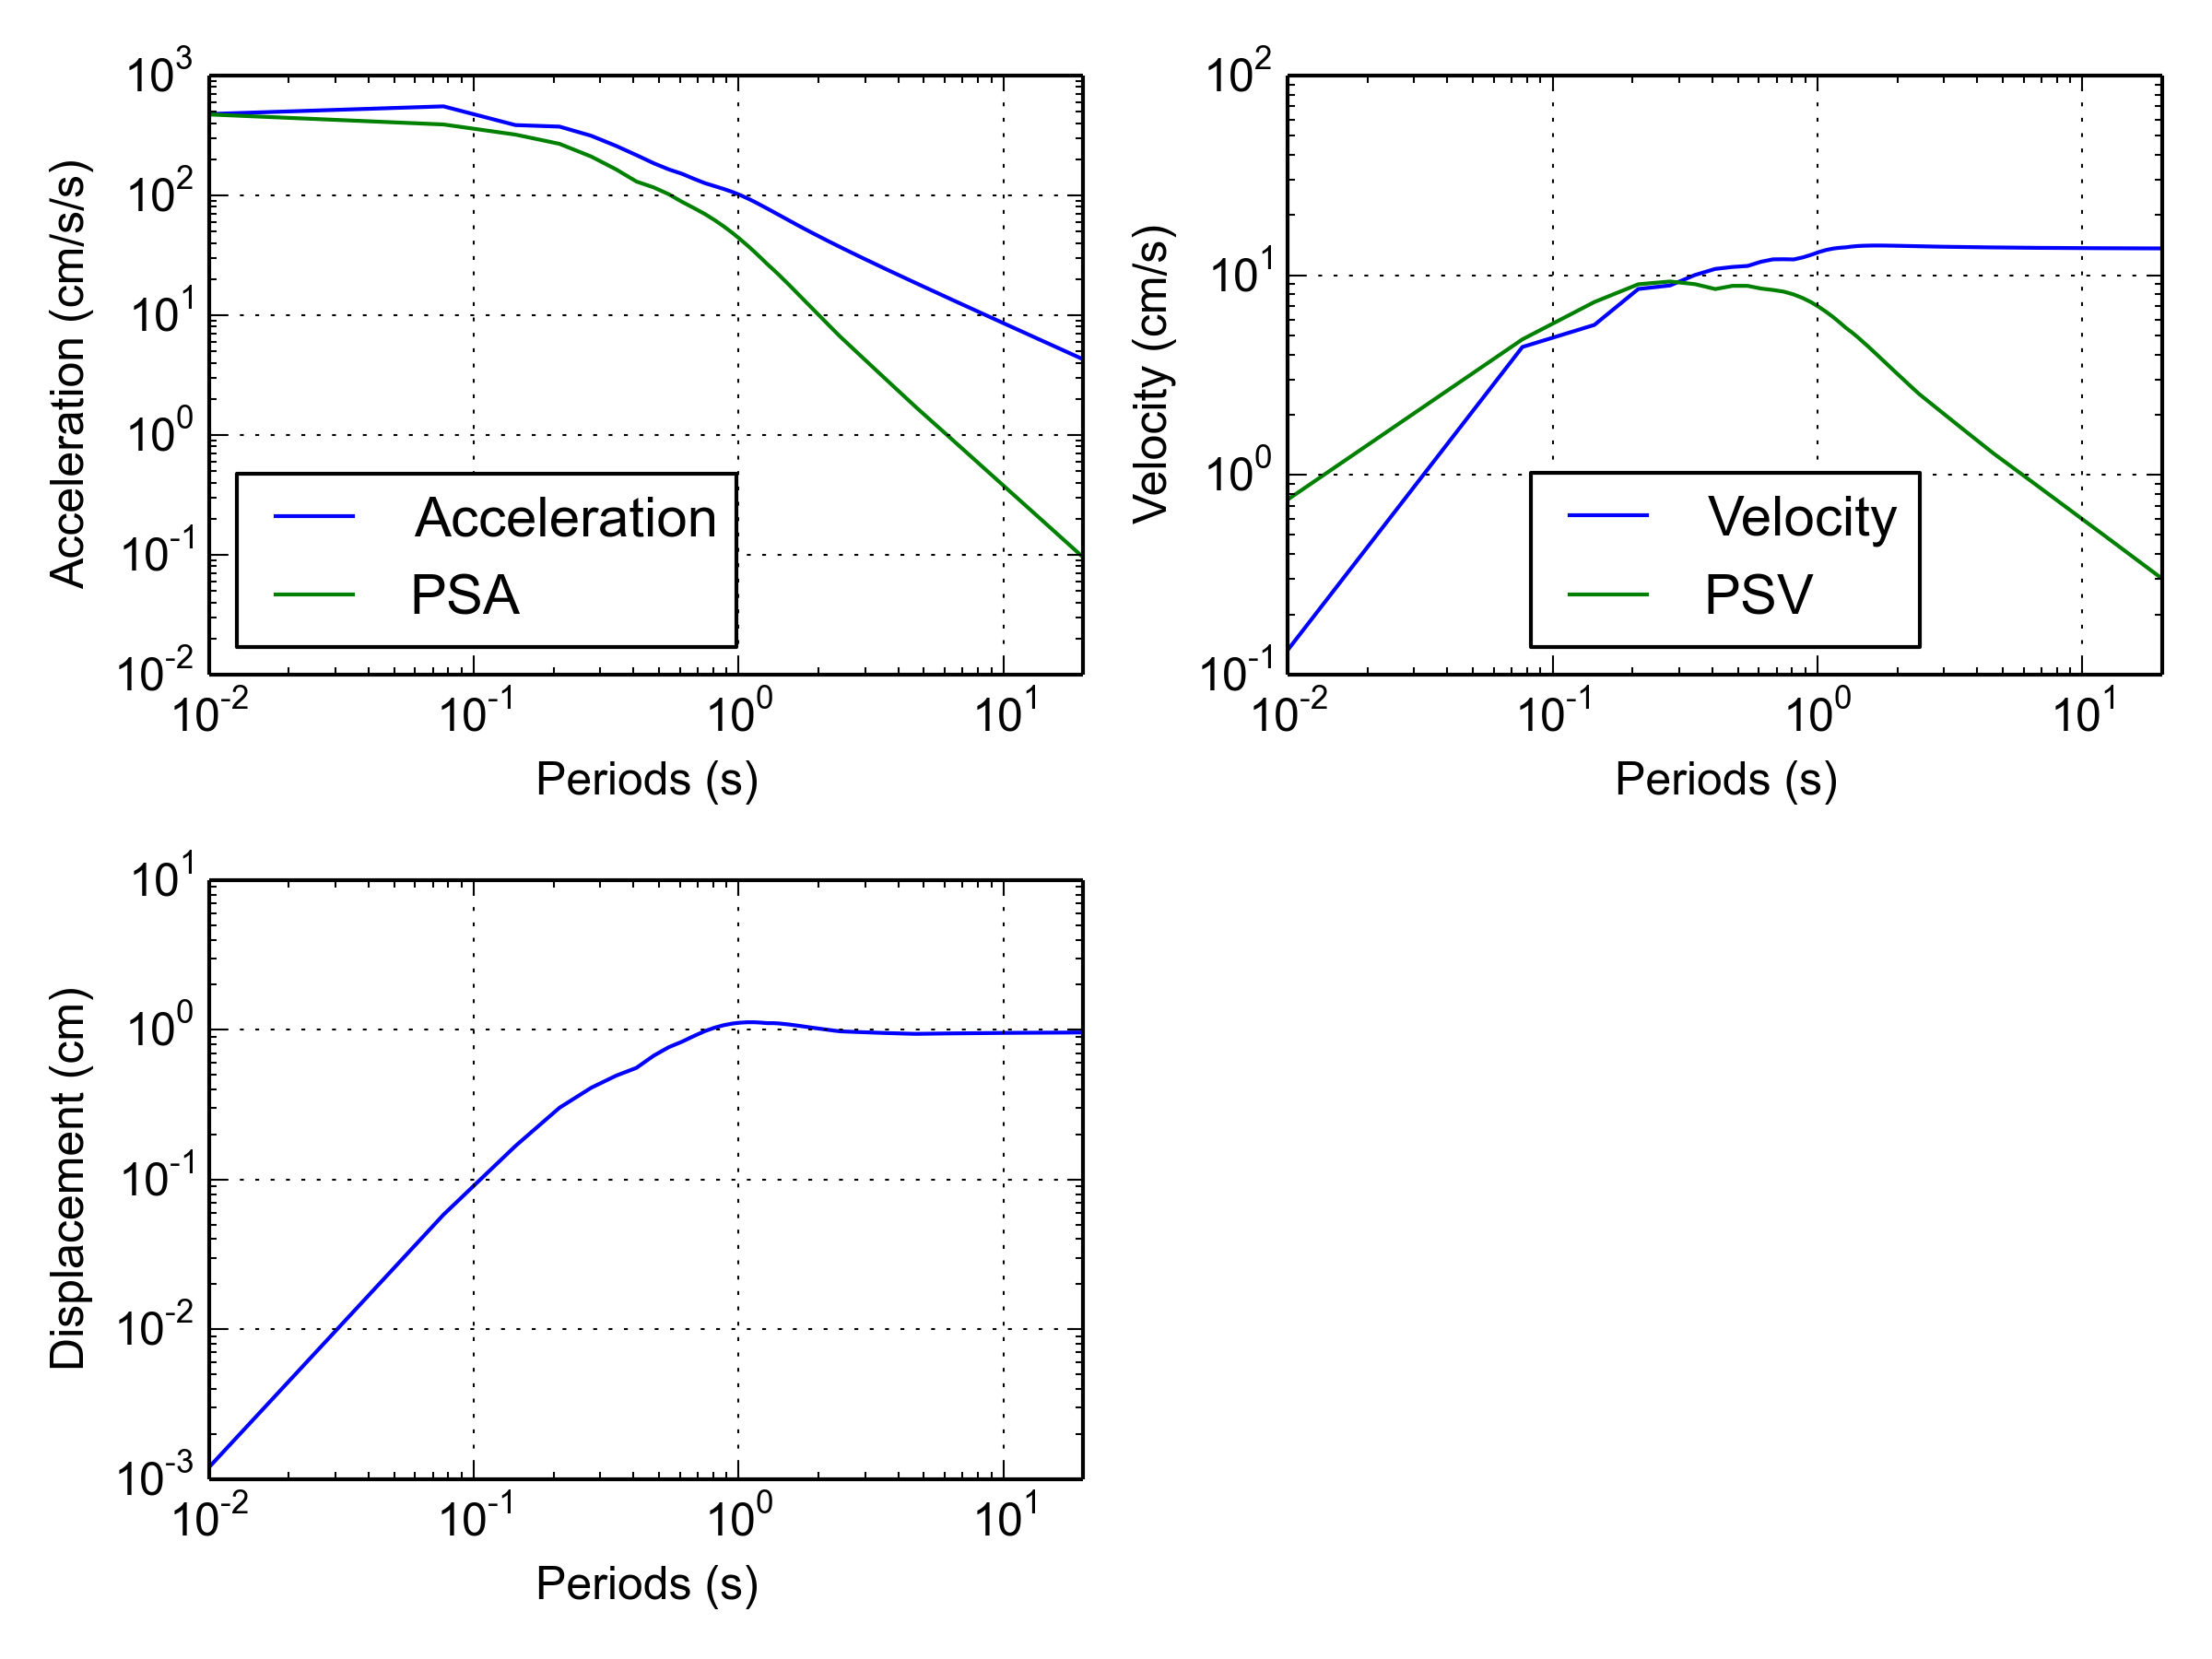 10^3
10^2
10^1
10^0
10^-1
10^-2
Acceleration (cm/s/s)
Acceleration
PSA
10^-2 10^-1 10^0 10^1
Periods (s)
10^2
10^1
10^0
10^-1
Velocity (cm/s)
Velocity
PSV
10^-2 10^-1 10^0 10^1
Periods (s)
10^1
10^0
10^-1
10^-2
10^-3
Displacement (cm)
10^-2 10^-1 10^0 10^1
Periods (s)